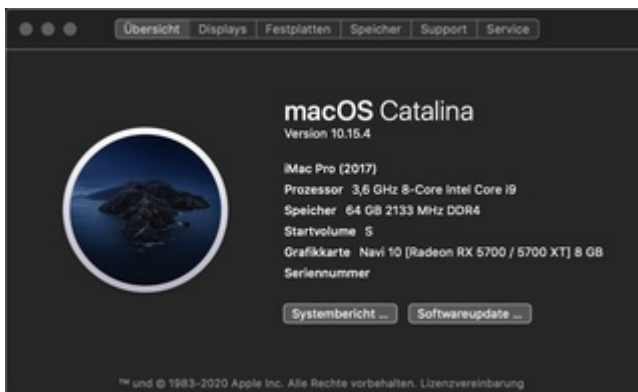 Übersicht Displays Festplatten Speicher Support Service
macOS Catalina
Version 10.15.4
iMac Pro (2017)
Prozessor 3,6 GHz 8-Core Intel Core i9
Speicher 64 GB 2133 MHz DDR4
Startvolume S
Grafikkarte Navi 10 [Radeon RX 5700 / 5700 XT] 8 GB
Seriennummer
Systembericht ... Softwareupdate ...
™ und © 1983-2020 Apple Inc. Alle Rechte vorbehalten. Lizenzvereinbarung